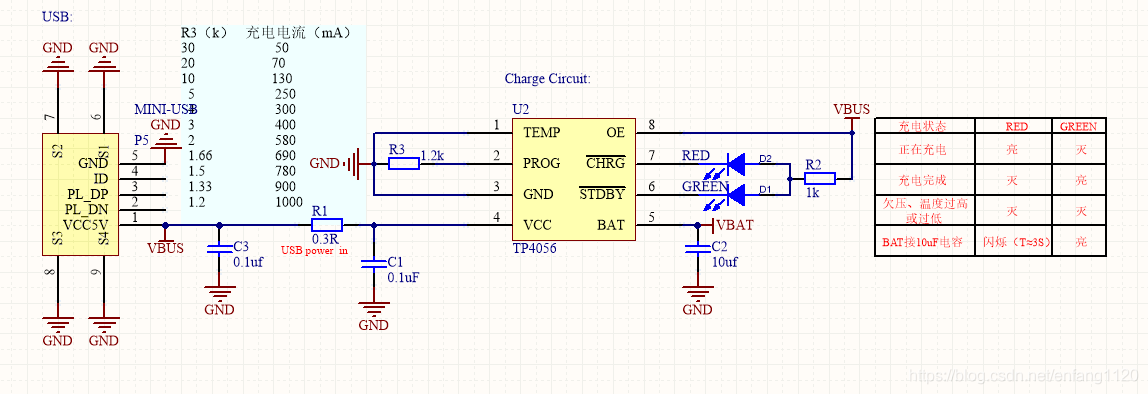 USB:
R3（k） 充电电流（mA）
30 50
20 70
10 130
5 250
4 300
3 400
2 580
1.66 690
1.5 780
1.33 900
1.2 1000
GND GND
7 6
MINI-USB
P5
GND
S2 S1
GND 5
ID 4
PL_DP 3
PL_DN 2
VCC5V 1
S3 S4
8 9
GND GND
VBUS
C3
0.1uf
GND
R1
0.3R
USB power in
C1
0.1uF
GND
Charge Circuit:
U2
GND
R3 1.2k
1 TEMP OE 8
2 PROG CHRG 7
3 GND STDBY 6
4 VCC BAT 5
TP4056
RED D2
GREEN D1
R2
1k
VBUS
VBAT
C2
10uf
GND
充电状态 RED GREEN
正在充电 亮 灭
充电完成 灭 亮
欠压、温度过高 灭 灭
或过低
BAT接10uF电容 闪烁（T≈3S） 亮
https://blog.csdn.net/enfang1120